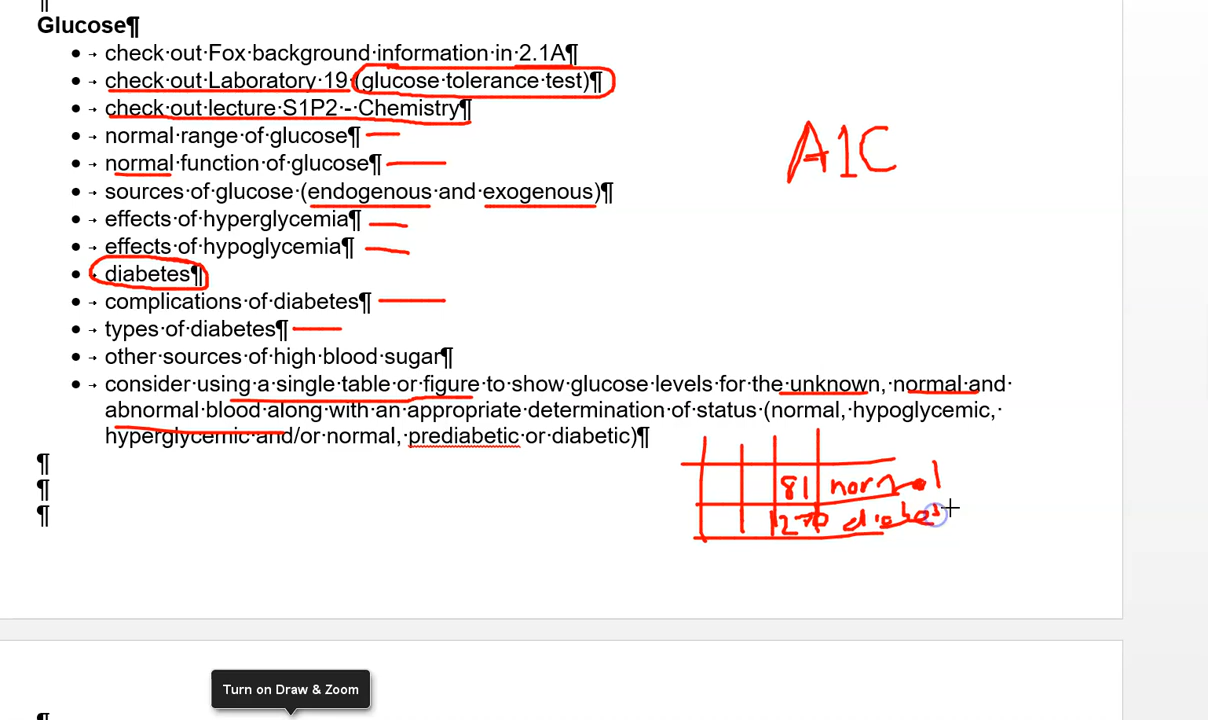 Glucose¶
• → check·out·Fox·background·information·in·2.1A¶
• → check·out·Laboratory·19·(glucose·tolerance·test)¶
• → check·out·lecture·S1P2·-·Chemistry¶
• → normal·range·of·glucose¶
• → normal·function·of·glucose¶
• → sources·of·glucose·(endogenous·and·exogenous)¶
• → effects·of·hyperglycemia¶
• → effects·of·hypoglycemia¶
• → diabetes¶
• → complications·of·diabetes¶
• → types·of·diabetes¶
• → other·sources·of·high·blood·sugar¶
• → consider·using·a·single·table·or·figure·to·show·glucose·levels·for·the·unknown,·normal·and·
abnormal·blood·along·with·an·appropriate·determination·of·status·(normal,·hypoglycemic,·
hyperglycemic·and/or·normal,·prediabetic·or·diabetic)¶
¶
¶
¶
A1C
81 normal
270
Turn on Draw & Zoom